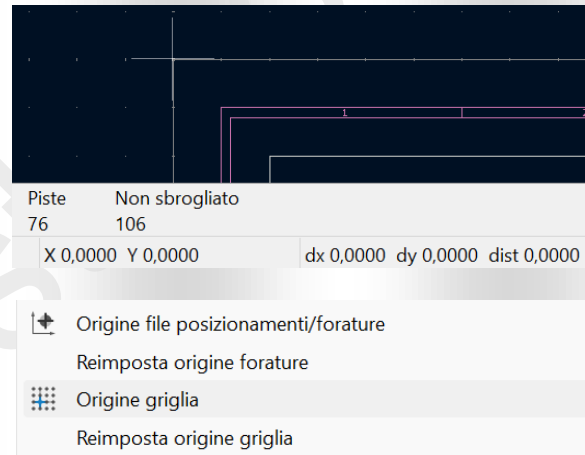 1
Piste Non sbrogliato
76 106
X 0,0000 Y 0,0000 dx 0,0000 dy 0,0000 dist 0,0000
Origine file posizionamenti/forature
Reimposta origine forature
Origine griglia
Reimposta origine griglia